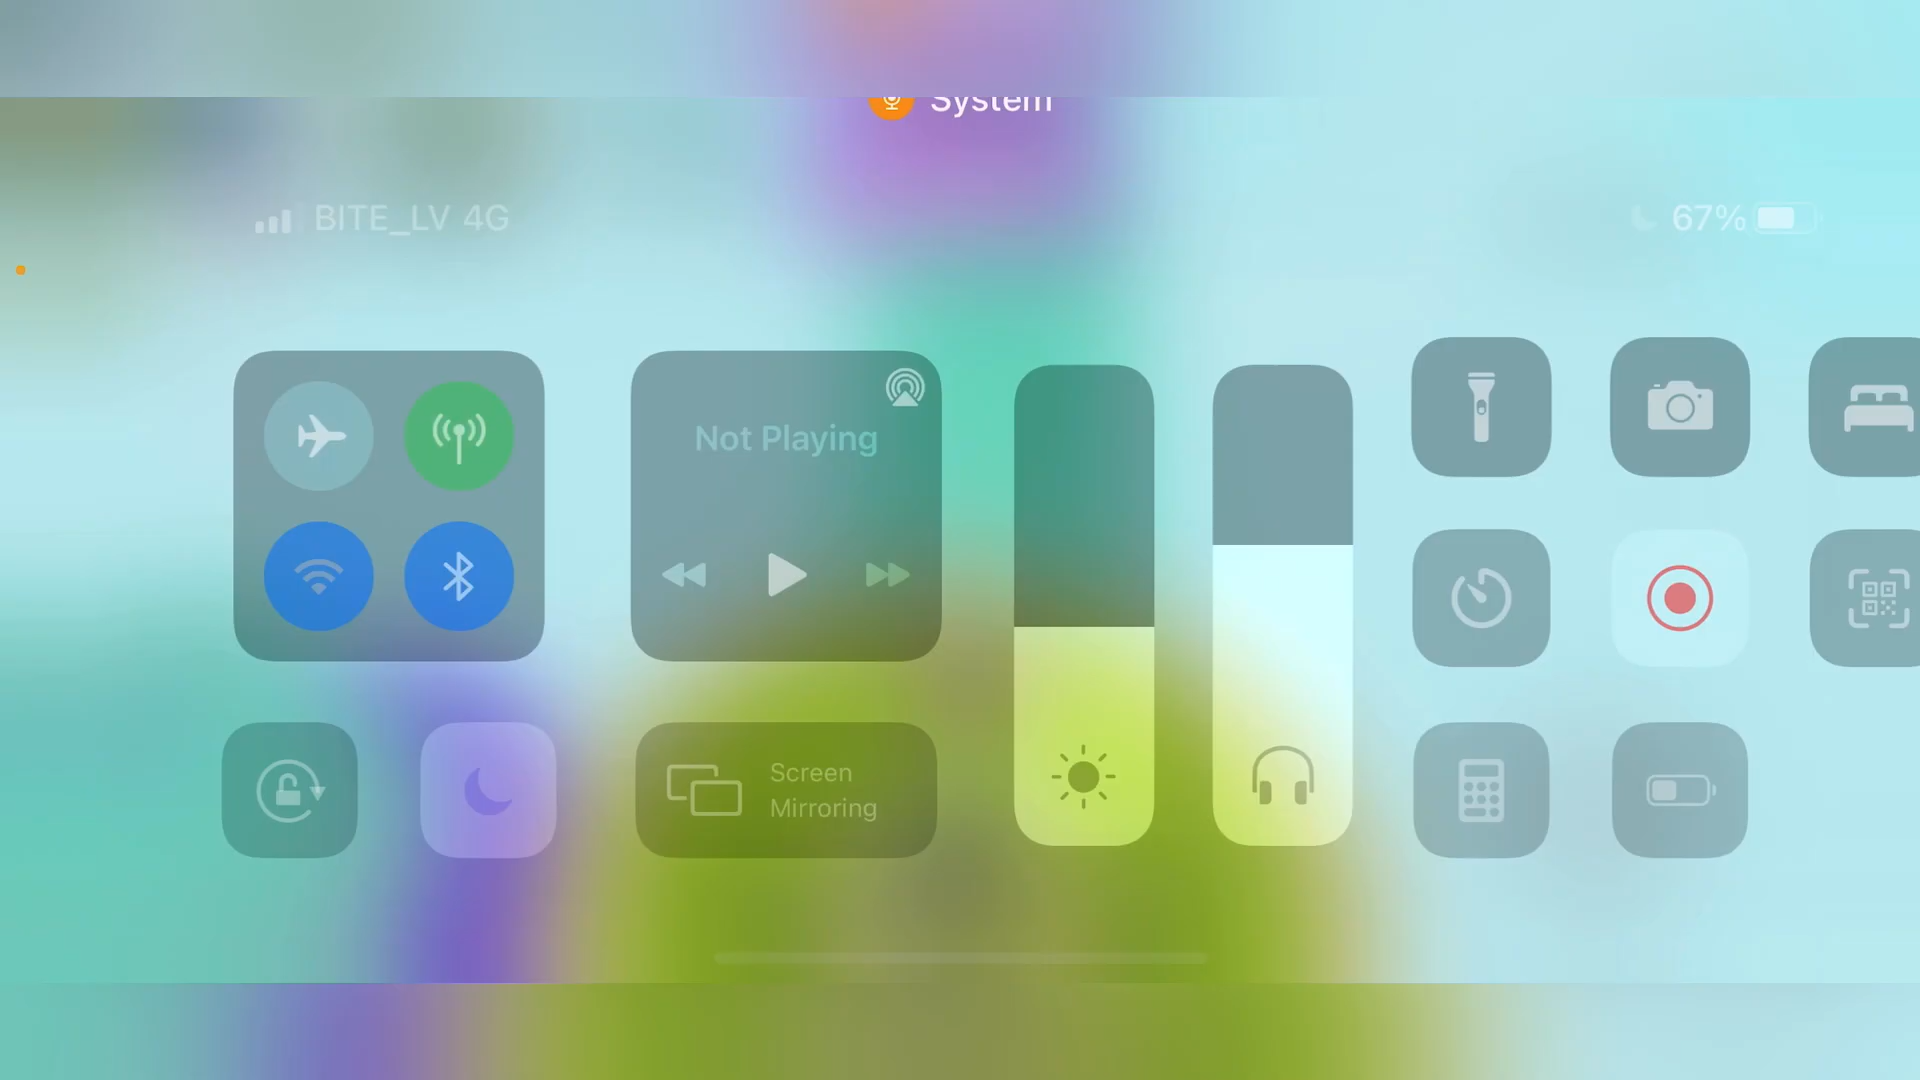 System
BITE_LV 4G
67%
Not Playing
Screen
Mirroring